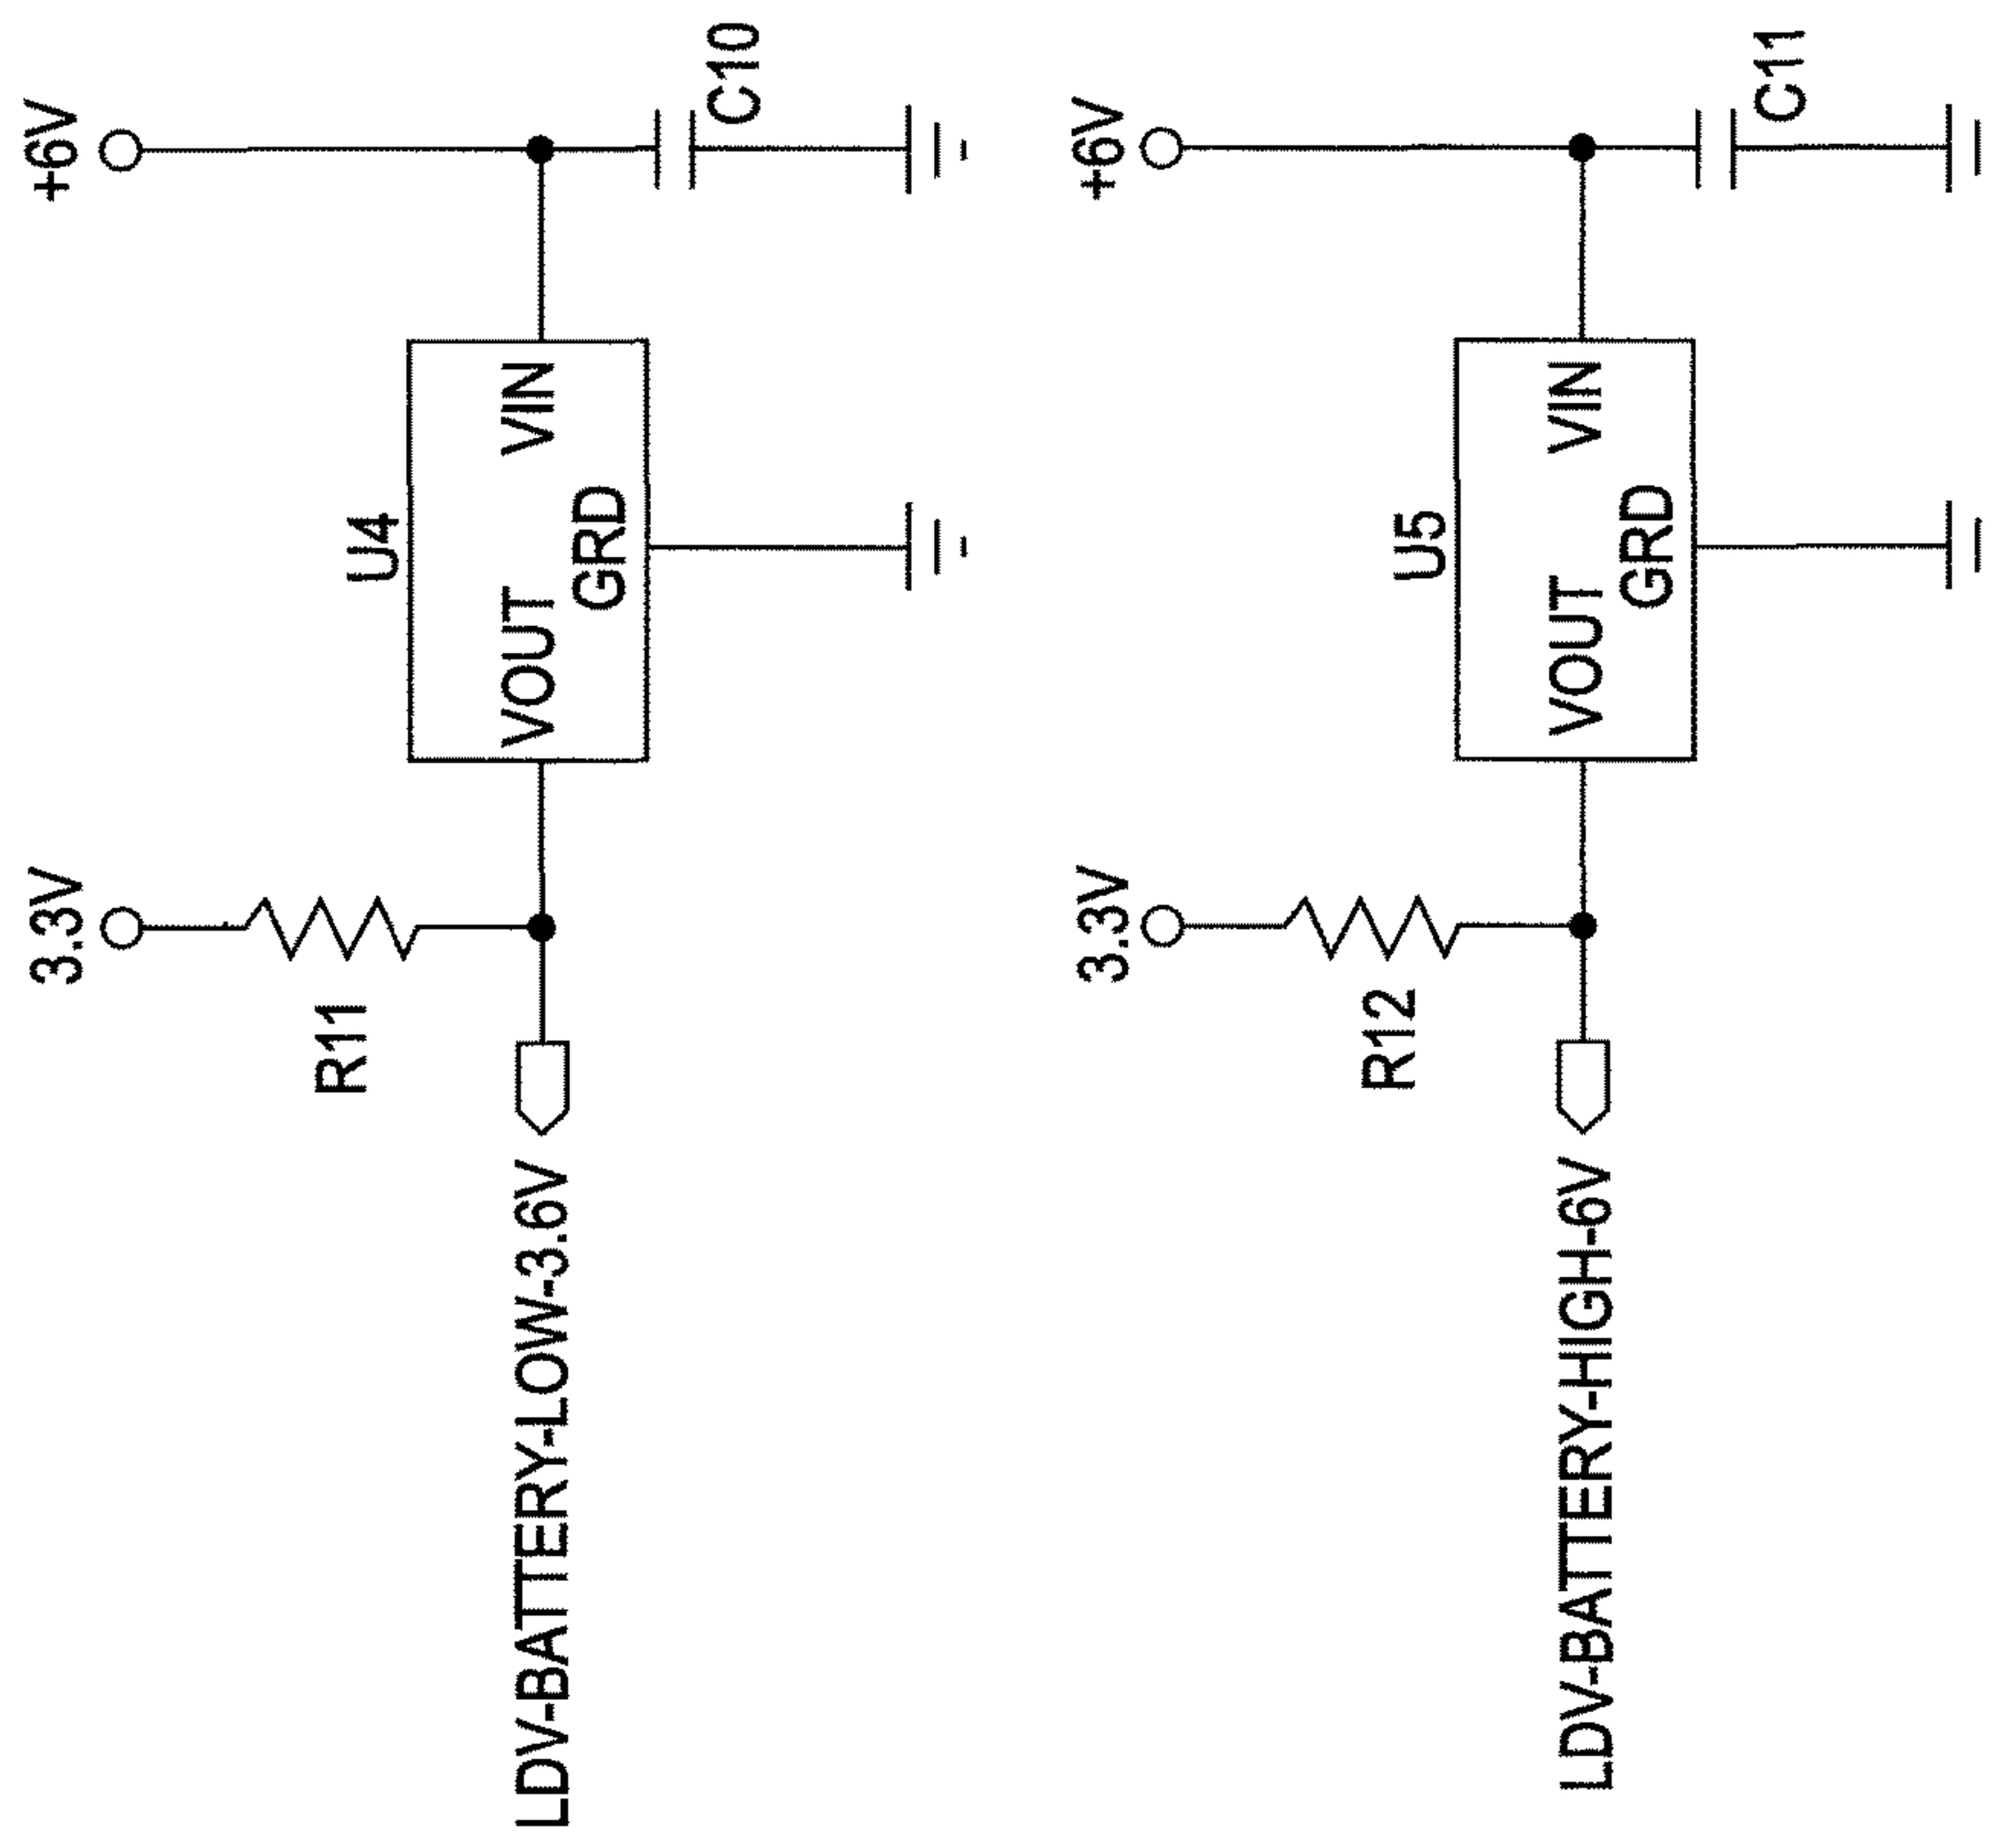 +6V
C10
U4
VIN
VOUT
GRD
3.3V
R11
LDV-BATTERY-LOW-3.6V
+6V
C11
U5
VIN
VOUT
GRD
3.3V
R12
LDV-BATTERY-HIGH-6V